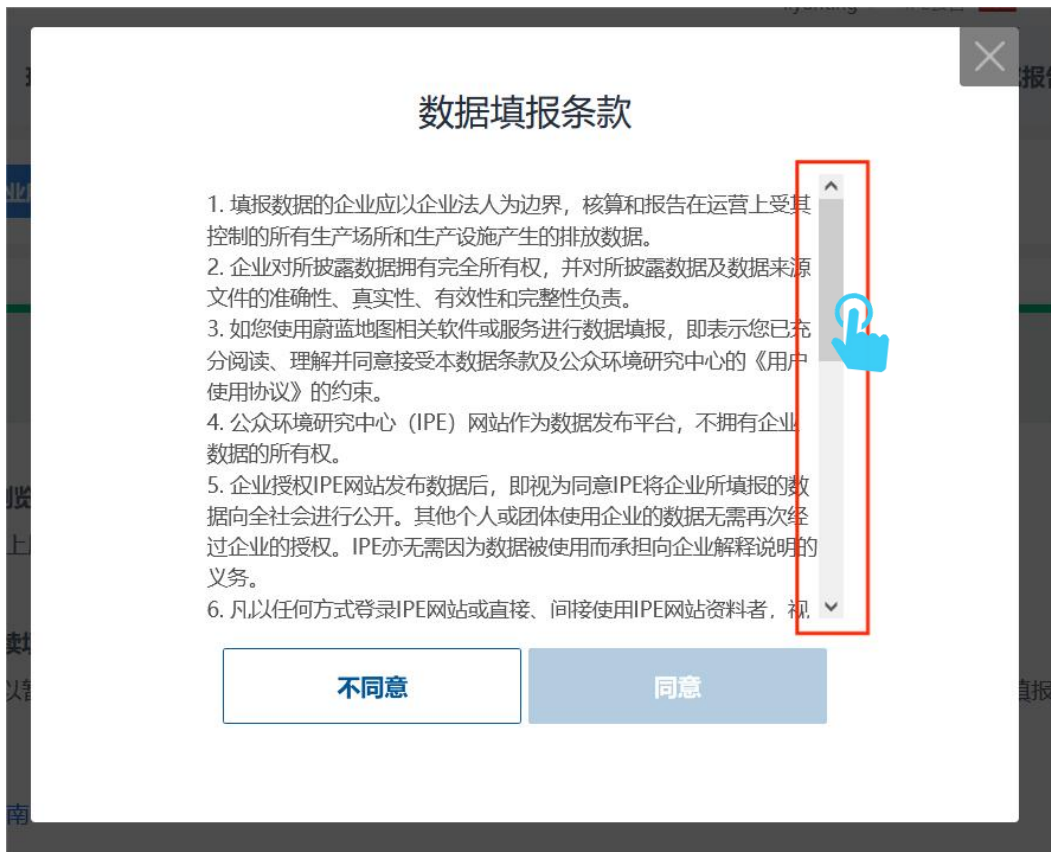 数据填报条款
1. 填报数据的企业应以企业法人为边界，核算和报告在运营上受其
控制的所有生产场所和生产设施产生的排放数据。
2. 企业对所披露数据拥有完全所有权，并对所披露数据及数据来源
文件的准确性、真实性、有效性和完整性负责。
3. 如您使用蔚蓝地图相关软件或服务进行数据填报，即表示您已充
分阅读、理解并同意接受本数据条款及公众环境研究中心的《用户
使用协议》的约束。
4. 公众环境研究中心（IPE）网站作为数据发布平台，不拥有企业
数据的所有权。
5. 企业授权IPE网站发布数据后，即视为同意IPE将企业所填报的数
据向全社会进行公开。其他个人或团体使用企业的数据无需再次经
过企业的授权。IPE亦无需因为数据被使用而承担向企业解释说明的
义务。
6. 凡以任何方式登录IPE网站或直接、间接使用IPE网站资料者，视
不同意
同意